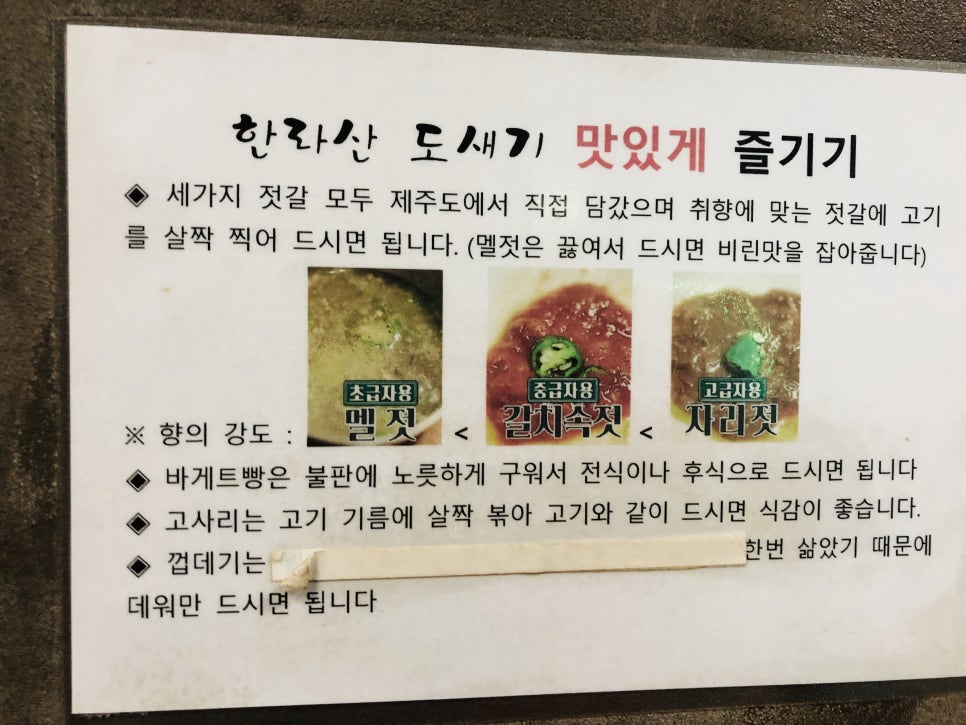 한라산 도새기 맛있게 즐기기
◈ 세가지 젓갈 모두 제주도에서 직접 담갔으며 취향에 맞는 젓갈에 고기
를 살짝 찍어 드시면 됩니다. (멜젓은 끓여서 드시면 비린맛을 잡아줍니다)
초급자용 중급자용 고급자용
멜젓 갈치속젓 자리젓
※ 향의 강도 : < <
◈ 바게트빵은 불판에 노릇하게 구워서 전식이나 후식으로 드시면 됩니다
◈ 고사리는 고기 기름에 살짝 볶아 고기와 같이 드시면 식감이 좋습니다.
◈ 껍데기는 한번 삶았기 때문에
데워만 드시면 됩니다